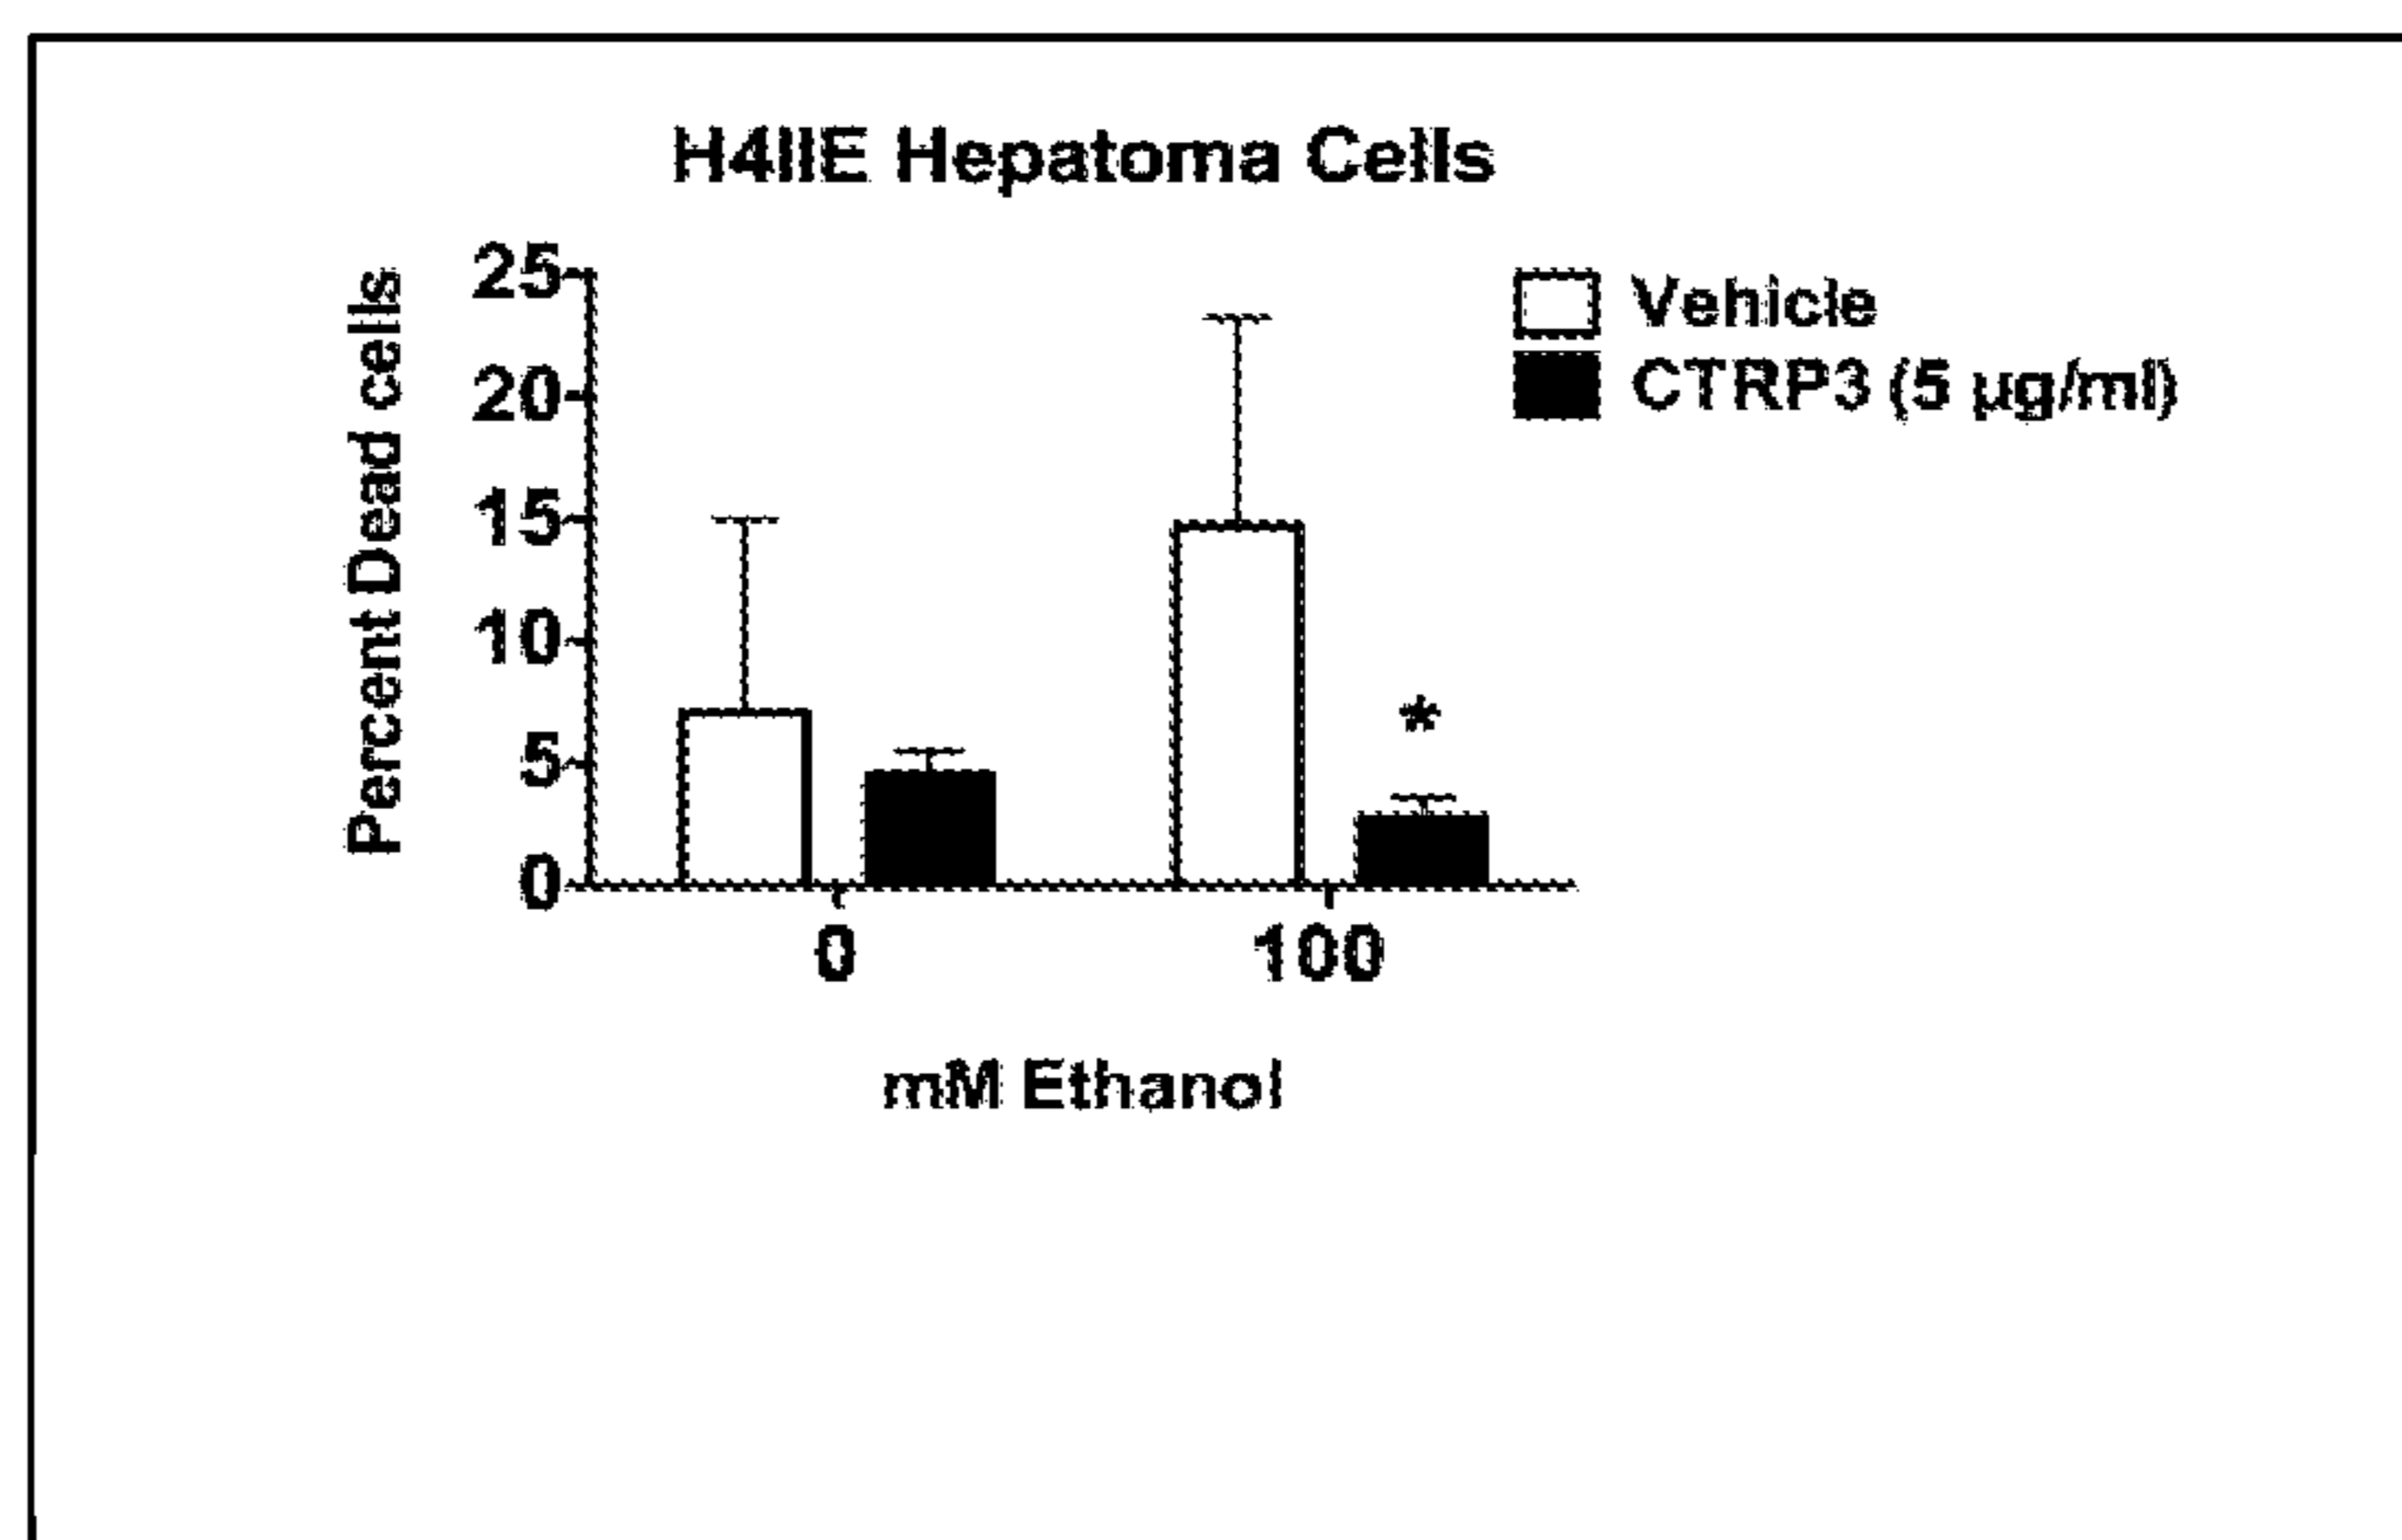 H4IIE Hepatoma Cells
Percent Dead cells
25
20
15
10
5
0
Vehicle
CTRP3 (5 µg/ml)
*
0 100
mM Ethanol